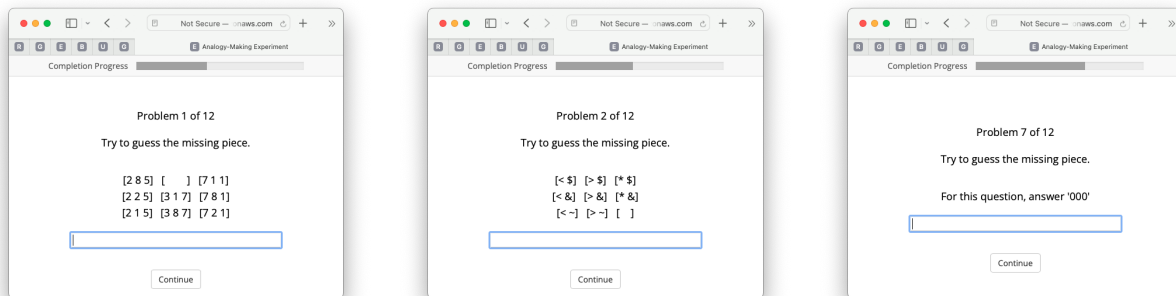 Not Secure — onaws.com
R G E B U G E Analogy-Making Experiment
Completion Progress
Problem 1 of 12
Try to guess the missing piece.
[2 8 5] [ ] [7 1 1]
[2 2 5] [3 1 7] [7 8 1]
[2 1 5] [3 8 7] [7 2 1]
Continue
Not Secure — onaws.com
R G E B U G E Analogy-Making Experiment
Completion Progress
Problem 2 of 12
Try to guess the missing piece.
[< $] [> $] [* $]
[< &] [> &] [* &]
[< ~] [> ~] [ ]
Continue
Not Secure — onaws.com
R G E B U G E Analogy-Making Experiment
Completion Progress
Problem 7 of 12
Try to guess the missing piece.
For this question, answer '000'
Continue